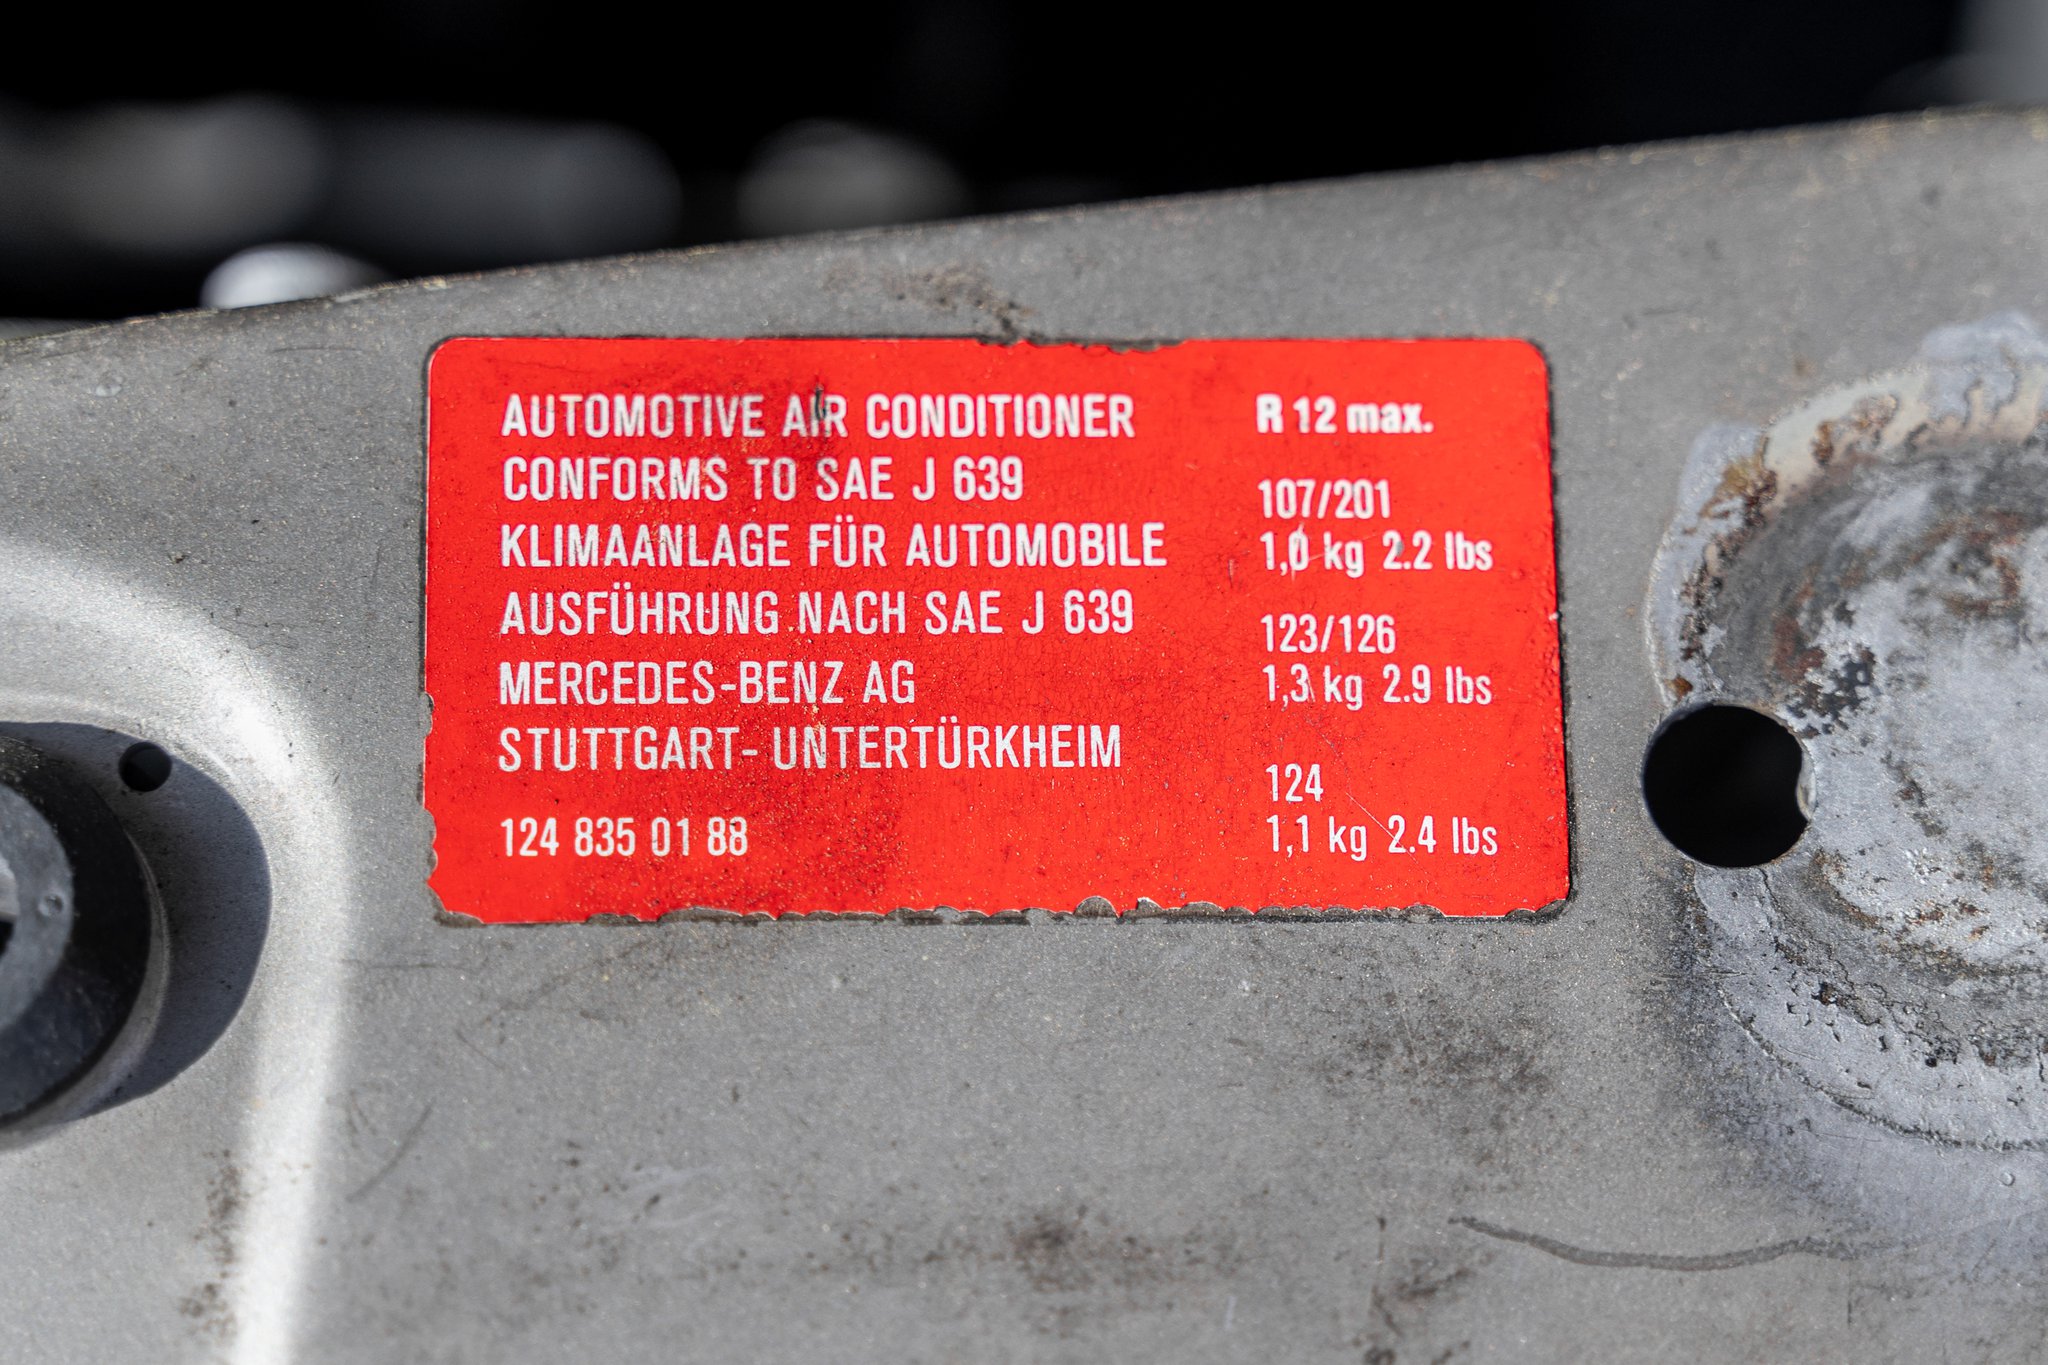 AUTOMOTIVE AIR CONDITIONER
CONFORMS TO SAE J 639
KLIMAANLAGE FÜR AUTOMOBILE
AUSFÜHRUNG NACH SAE J 639
MERCEDES-BENZ AG
STUTTGART- UNTERTÜRKHEIM
124 835 01 88
R 12 max.
107/201
1,0 kg 2.2 lbs
123/126
1,3 kg 2.9 lbs
124
1,1 kg 2.4 lbs